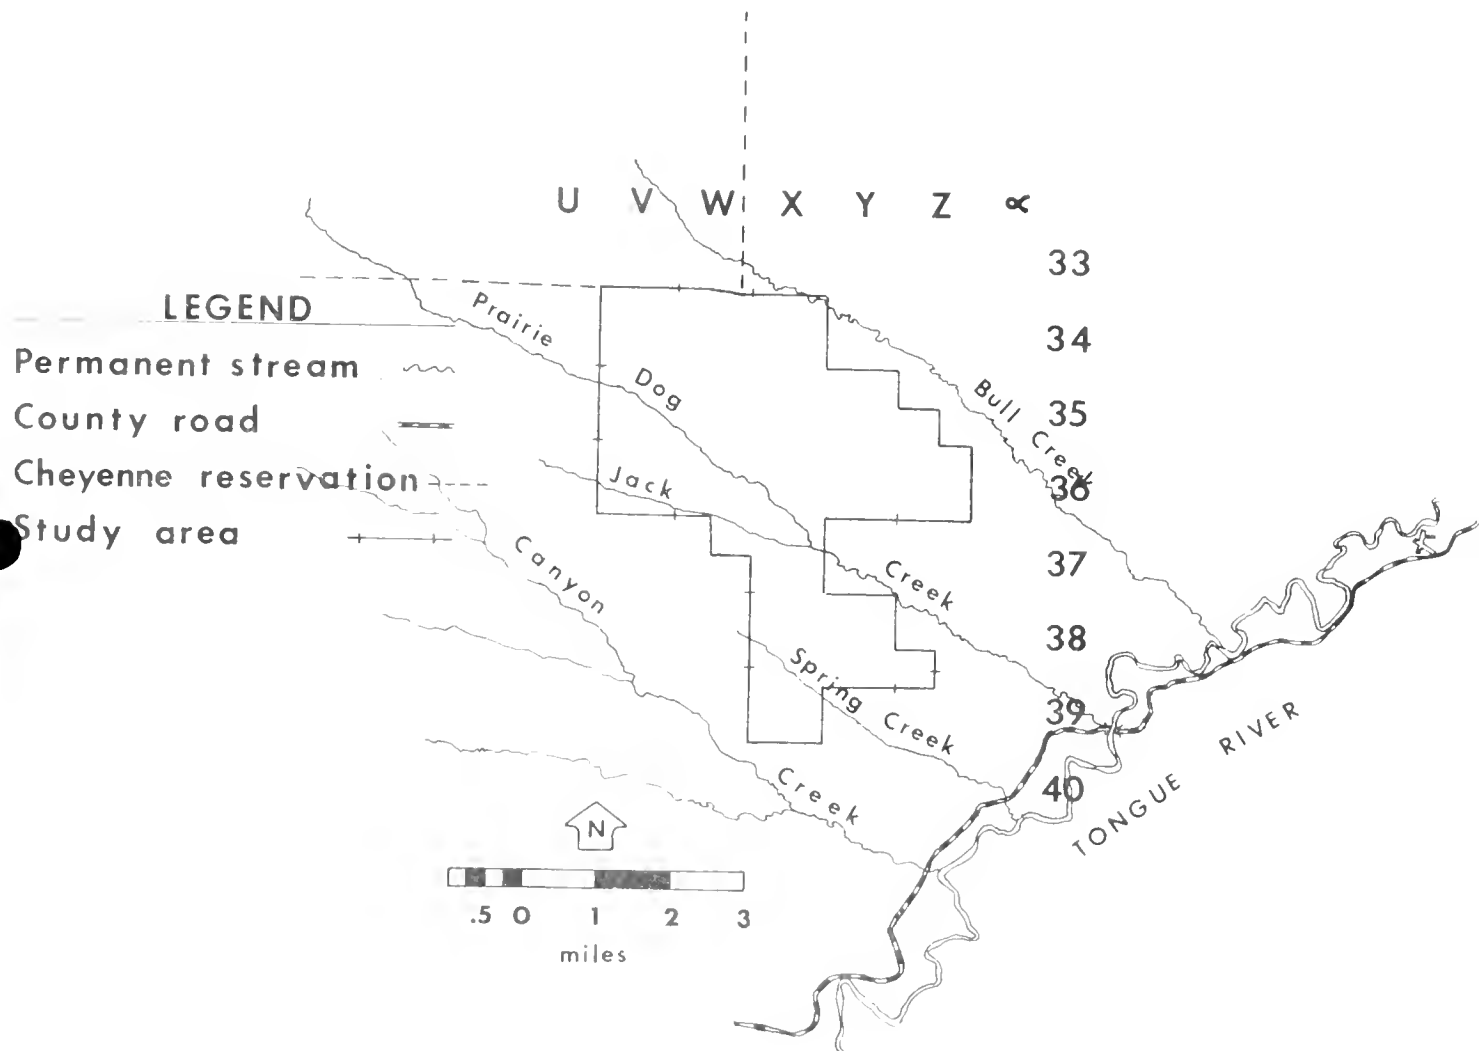 U V W X Y Z ∝
33
34
35
36
37
38
39
40
LEGEND
Permanent stream
County road
Cheyenne reservation
Study area
Prairie Dog Creek
Jack
Bull Creek
Canyon Creek
Spring Creek
TONGUE RIVER
N
.5 0 1 2 3
miles